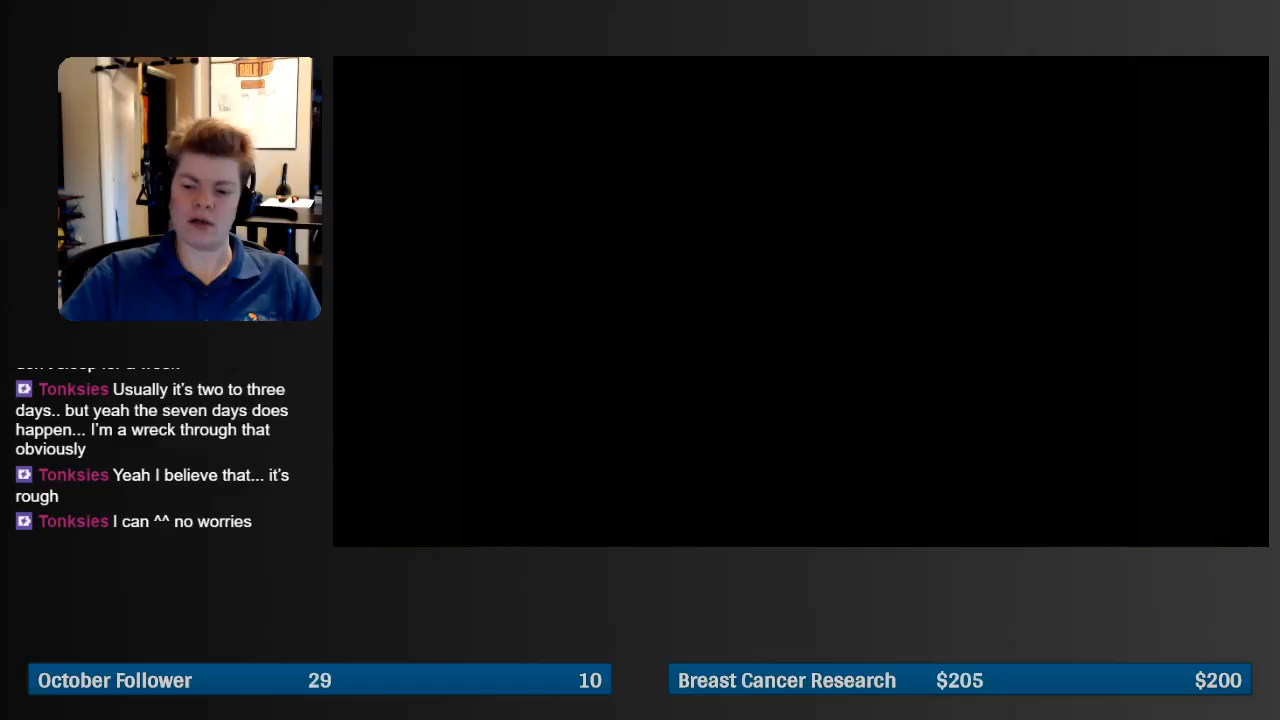 Tonksies Usually it's two to three
days.. but yeah the seven days does
happen... I'm a wreck through that
obviously
Tonksies Yeah I believe that... it's
rough
Tonksies I can ^^ no worries
October Follower 29 10
Breast Cancer Research $205 $200